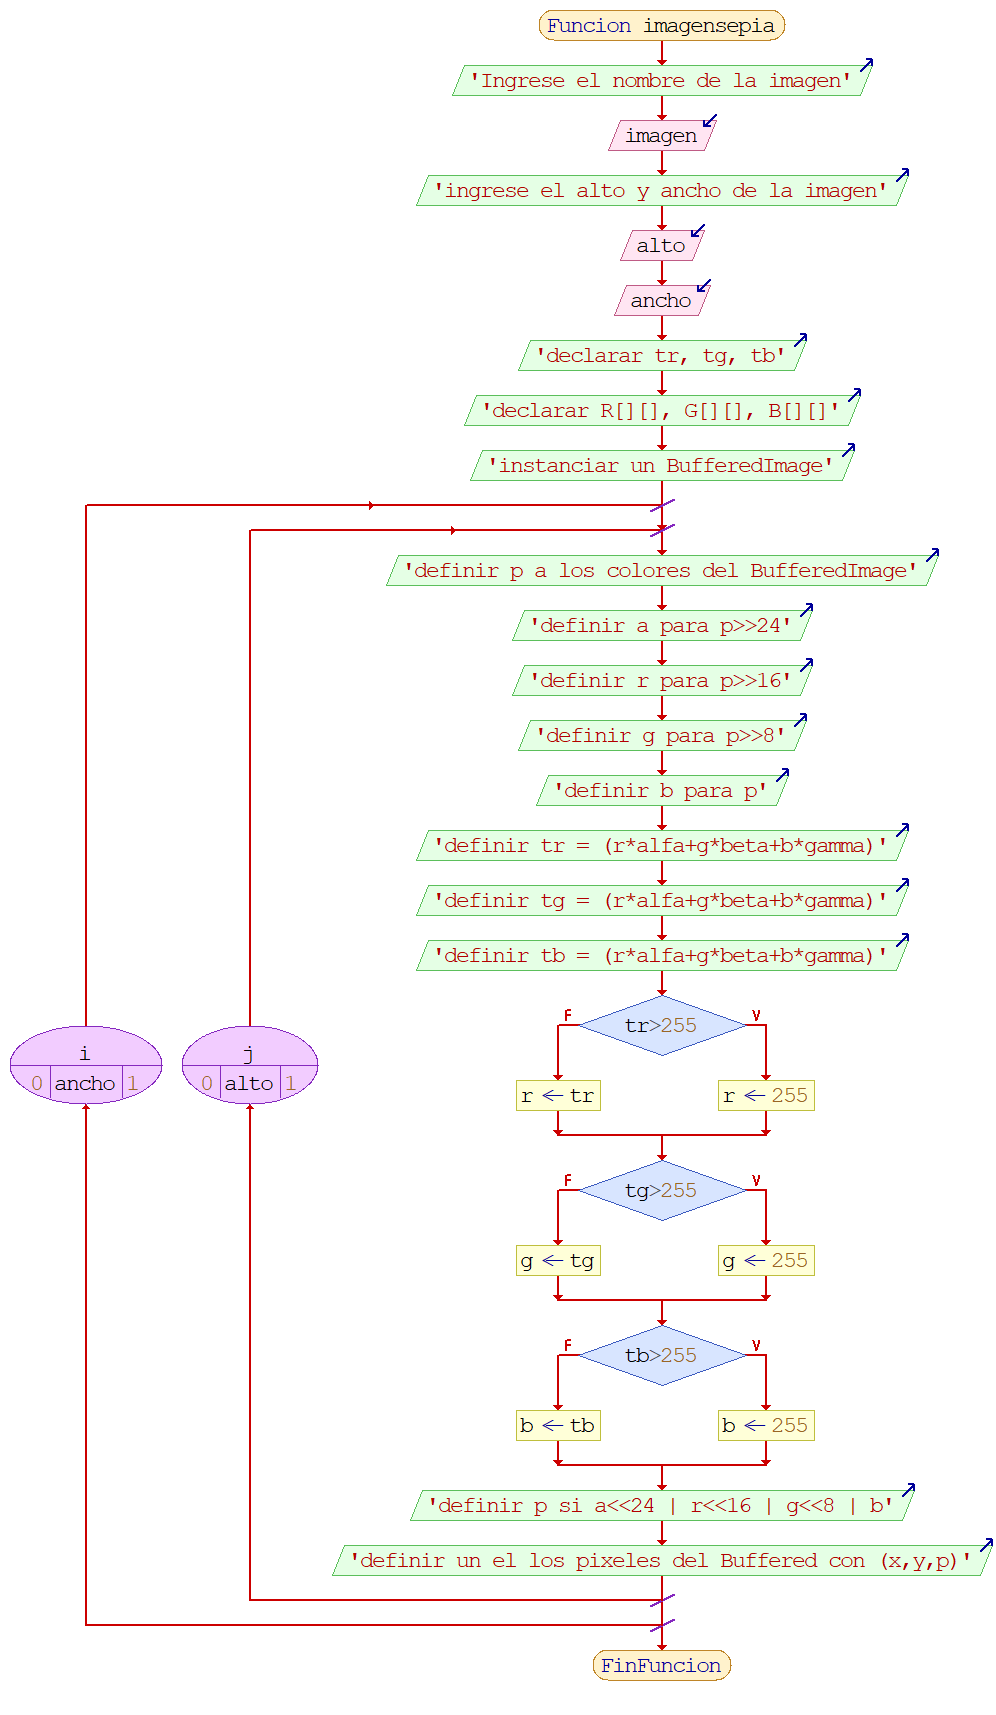 Funcion imagensepia
'Ingrese el nombre de la imagen'
imagen
'ingrese el alto y ancho de la imagen'
alto
ancho
'declarar tr, tg, tb'
'declarar R[][], G[][], B[][]'
'instanciar un BufferedImage'
'definir p a los colores del BufferedImage'
'definir a para p>>24'
'definir r para p>>16'
'definir g para p>>8'
'definir b para p'
'definir tr = (r*alfa+g*beta+b*gamma)'
'definir tg = (r*alfa+g*beta+b*gamma)'
'definir tb = (r*alfa+g*beta+b*gamma)'
i
0 ancho 1
j
0 alto 1
tr>255
F V
r ← tr
r ← 255
tg>255
F V
g ← tg
g ← 255
tb>255
F V
b ← tb
b ← 255
'definir p si a<<24 | r<<16 | g<<8 | b'
'definir un el los pixeles del Buffered con (x,y,p)'
FinFuncion